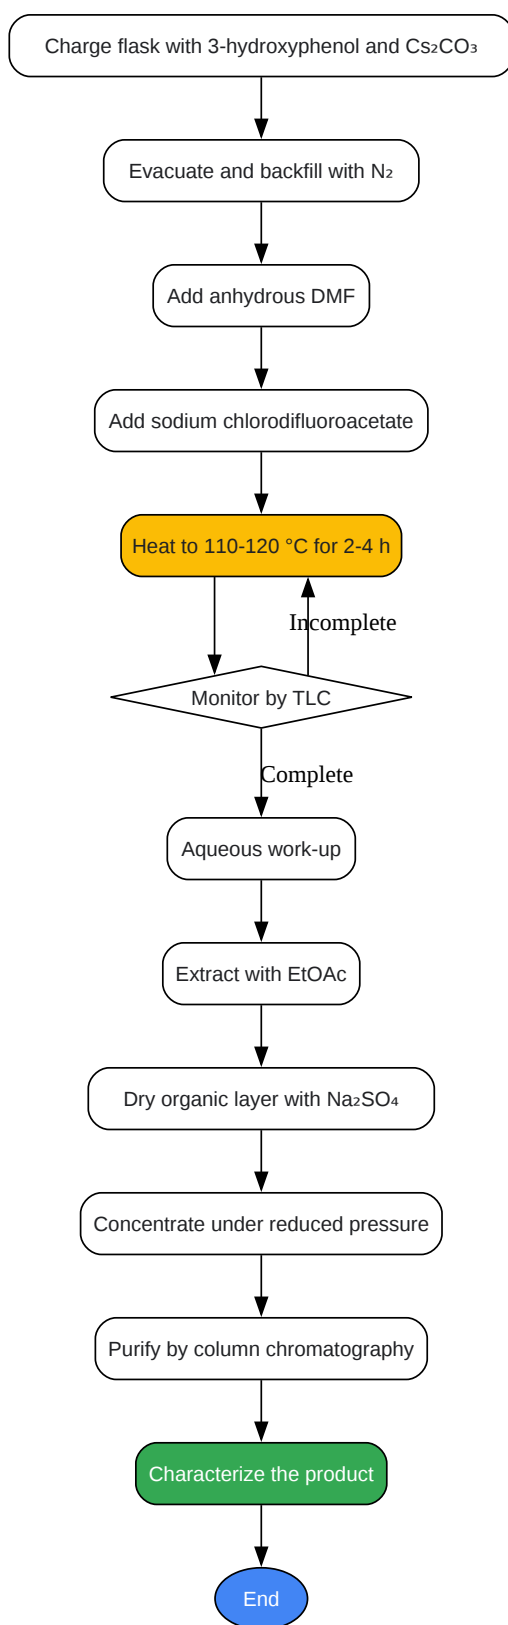 Charge flask with 3-hydroxyphenol and Cs₂CO₃
Evacuate and backfill with N₂
Add anhydrous DMF
Add sodium chlorodifluoroacetate
Heat to 110-120 °C for 2-4 h
Incomplete
Monitor by TLC
Complete
Aqueous work-up
Extract with EtOAc
Dry organic layer with Na₂SO₄
Concentrate under reduced pressure
Purify by column chromatography
Characterize the product
End